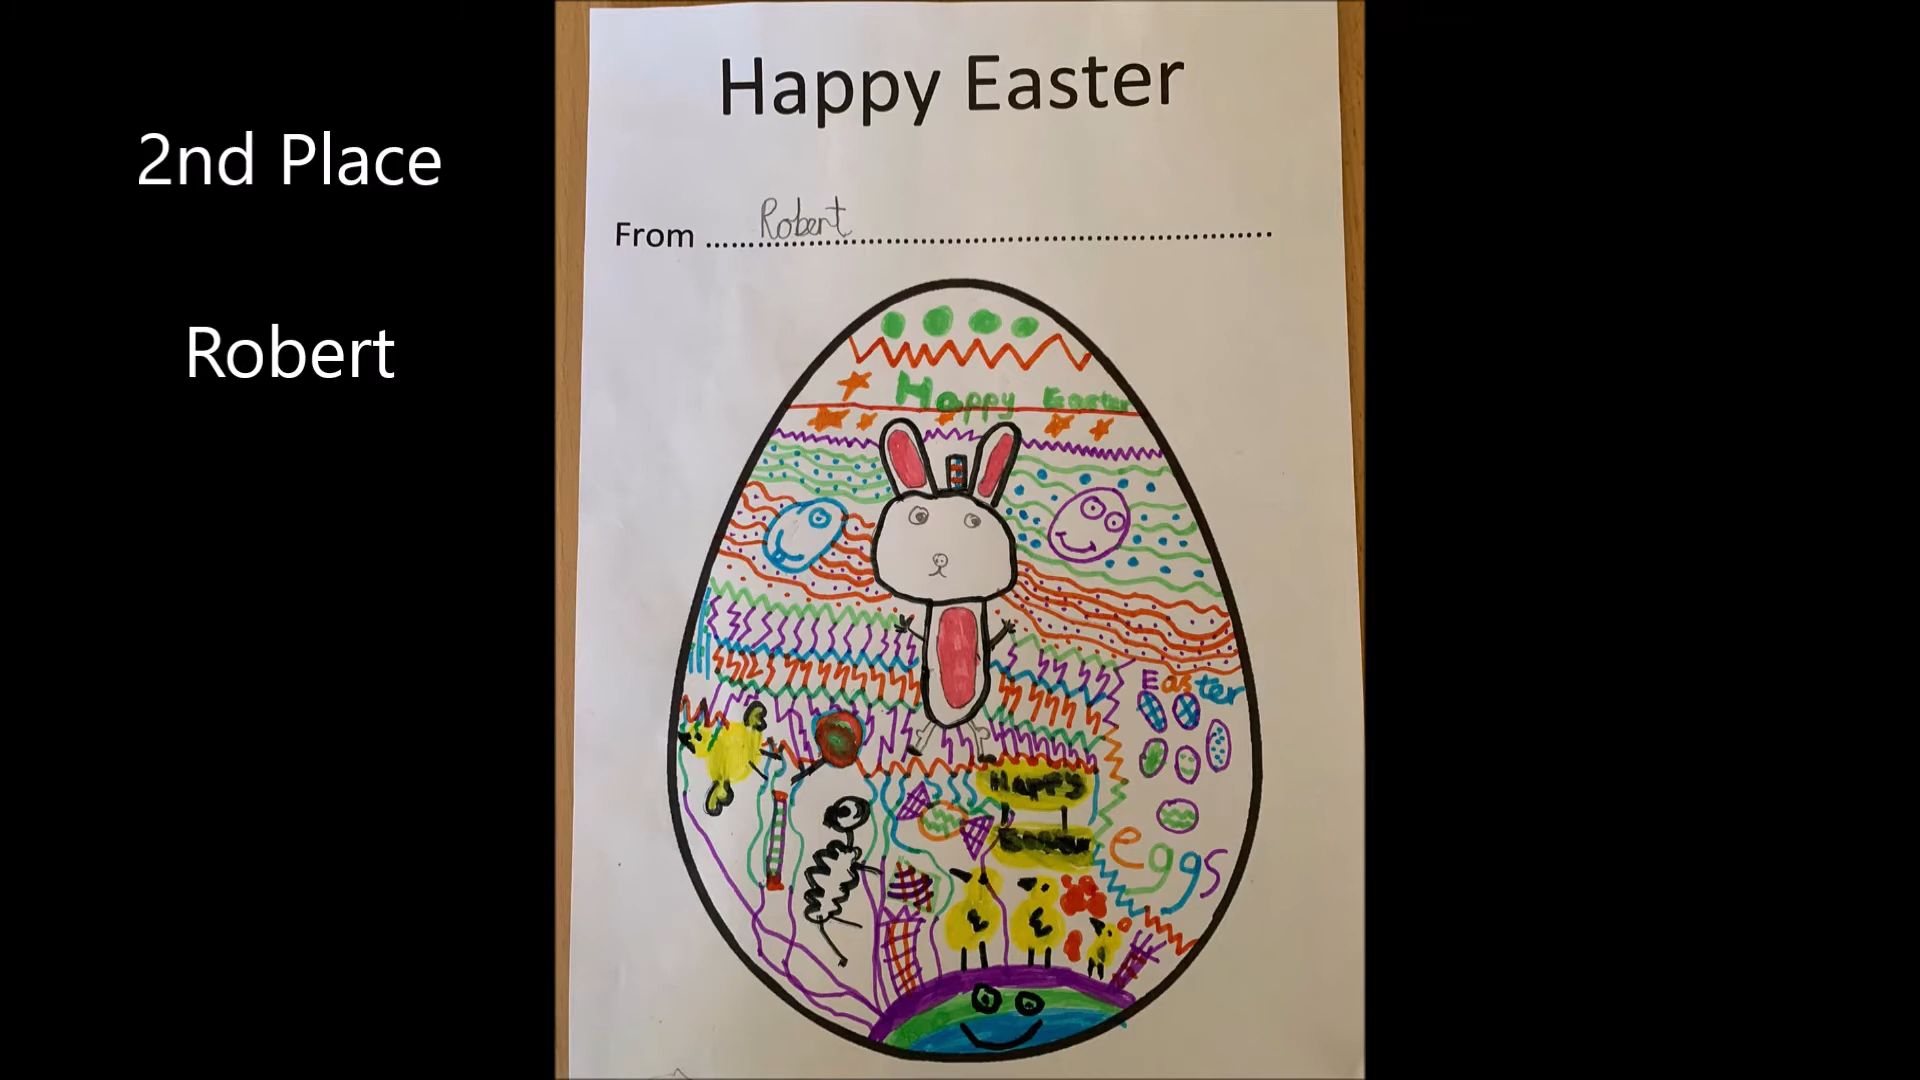 2nd Place
Robert
Happy Easter
From Robert
Happy Easter
Easter
Happy
Easter
eggs